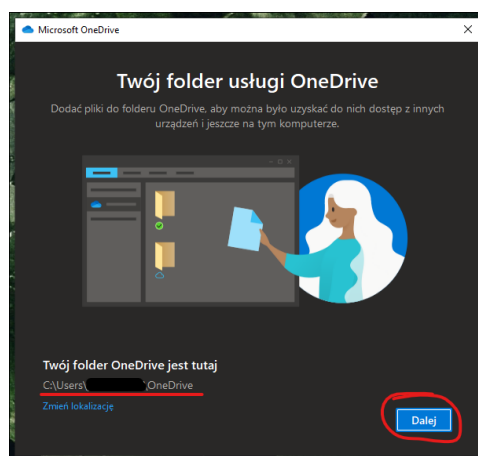 Microsoft OneDrive
Twój folder usługi OneDrive
Dodać pliki do folderu OneDrive, aby można było uzyskać do nich dostęp z innych
urządzeń i jeszcze na tym komputerze.
Twój folder OneDrive jest tutaj
C:\Users\ OneDrive
Zmień lokalizację
Dalej